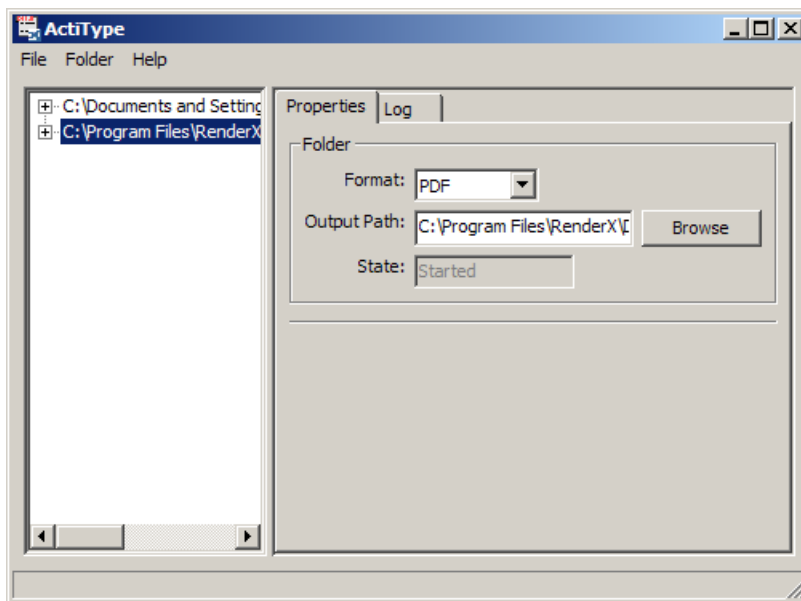 ActiType
File Folder Help
C:\Documents and Setting
C:\Program Files\RenderX
Properties Log
Folder
Format: PDF
Output Path: C:\Program Files\RenderX\D Browse
State: Started